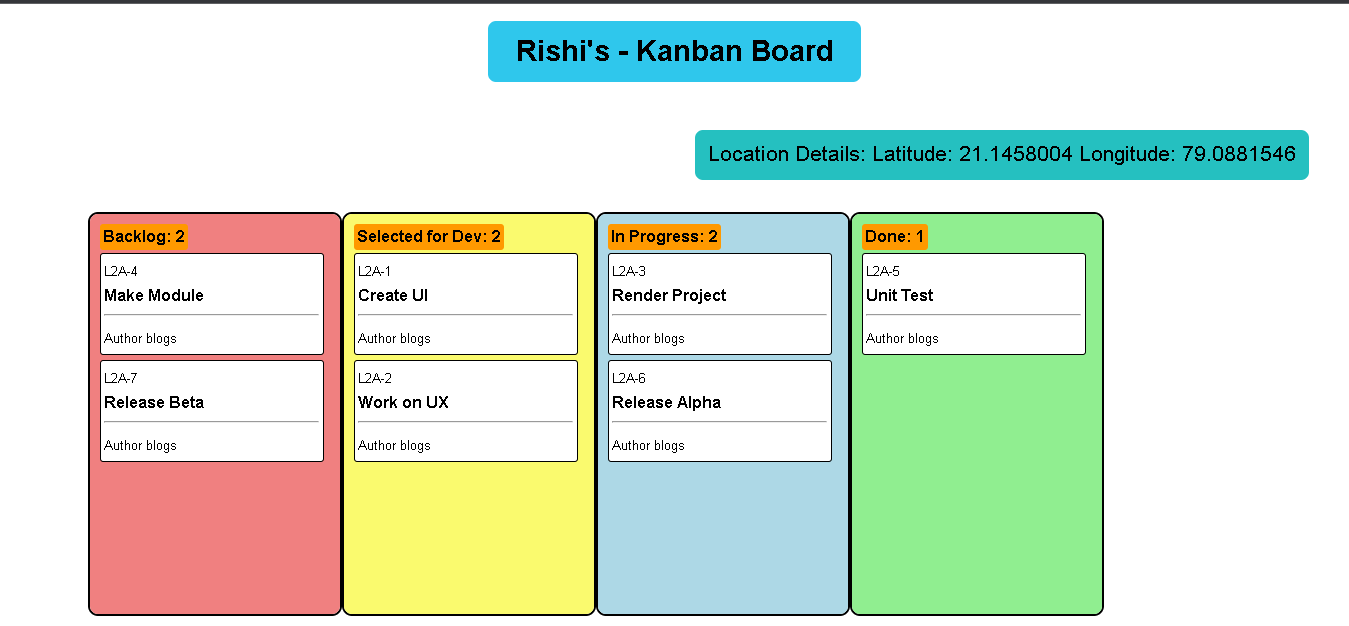 Rishi's - Kanban Board
Location Details: Latitude: 21.1458004 Longitude: 79.0881546
Backlog: 2
L2A-4
Make Module
Author blogs
L2A-7
Release Beta
Author blogs
Selected for Dev: 2
L2A-1
Create UI
Author blogs
L2A-2
Work on UX
Author blogs
In Progress: 2
L2A-3
Render Project
Author blogs
L2A-6
Release Alpha
Author blogs
Done: 1
L2A-5
Unit Test
Author blogs